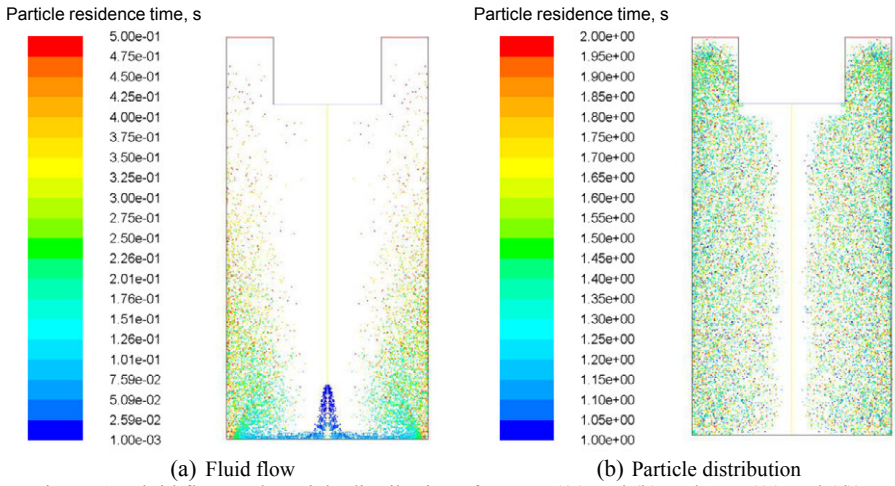 Particle residence time, s
5.00e-01
4.75e-01
4.50e-01
4.25e-01
4.00e-01
3.75e-01
3.50e-01
3.25e-01
3.00e-01
2.75e-01
2.50e-01
2.26e-01
2.01e-01
1.76e-01
1.51e-01
1.26e-01
1.01e-01
7.59e-02
5.09e-02
2.59e-02
1.00e-03
(a) Fluid flow
Particle residence time, s
2.00e+00
1.95e+00
1.90e+00
1.85e+00
1.80e+00
1.75e+00
1.70e+00
1.65e+00
1.60e+00
1.55e+00
1.50e+00
1.45e+00
1.40e+00
1.35e+00
1.30e+00
1.25e+00
1.20e+00
1.15e+00
1.10e+00
1.05e+00
1.00e+00
(b) Particle distribution